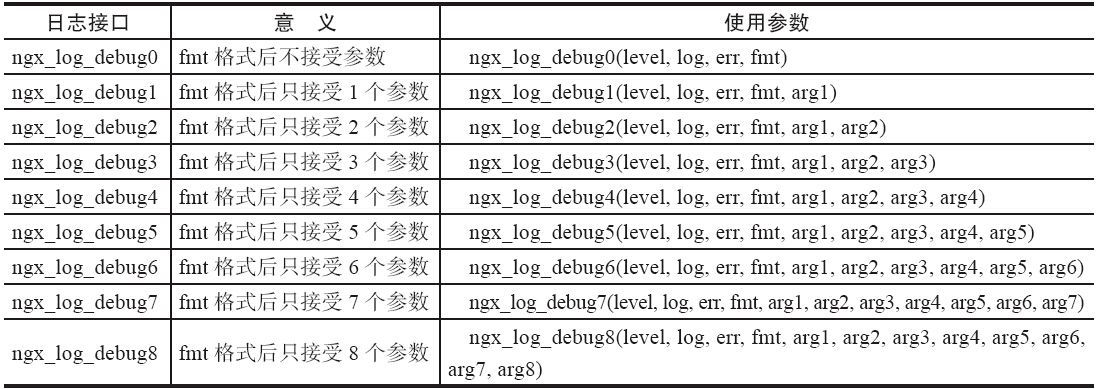 日志接口 意 义 使用参数
ngx_log_debug0 fmt 格式后不接受参数 ngx_log_debug0(level, log, err, fmt)
ngx_log_debug1 fmt 格式后只接受 1 个参数 ngx_log_debug1(level, log, err, fmt, arg1)
ngx_log_debug2 fmt 格式后只接受 2 个参数 ngx_log_debug2(level, log, err, fmt, arg1, arg2)
ngx_log_debug3 fmt 格式后只接受 3 个参数 ngx_log_debug3(level, log, err, fmt, arg1, arg2, arg3)
ngx_log_debug4 fmt 格式后只接受 4 个参数 ngx_log_debug4(level, log, err, fmt, arg1, arg2, arg3, arg4)
ngx_log_debug5 fmt 格式后只接受 5 个参数 ngx_log_debug5(level, log, err, fmt, arg1, arg2, arg3, arg4, arg5)
ngx_log_debug6 fmt 格式后只接受 6 个参数 ngx_log_debug6(level, log, err, fmt, arg1, arg2, arg3, arg4, arg5, arg6)
ngx_log_debug7 fmt 格式后只接受 7 个参数 ngx_log_debug7(level, log, err, fmt, arg1, arg2, arg3, arg4, arg5, arg6, arg7)
ngx_log_debug8 fmt 格式后只接受 8 个参数 ngx_log_debug8(level, log, err, fmt, arg1, arg2, arg3, arg4, arg5, arg6,
arg7, arg8)